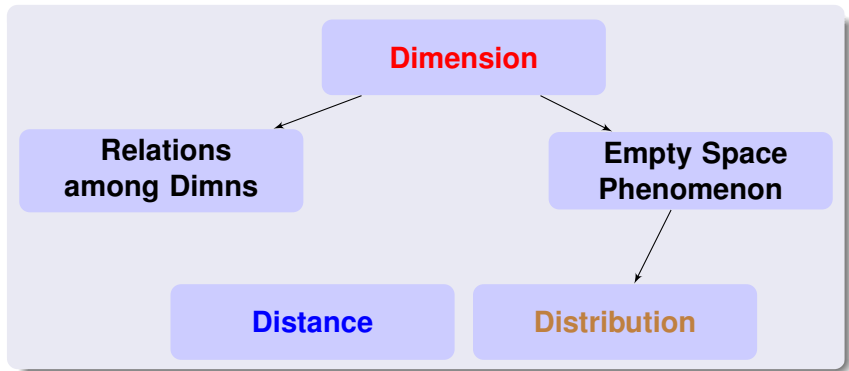 Dimension
Relations
among Dimns
Empty Space
Phenomenon
Distance
Distribution